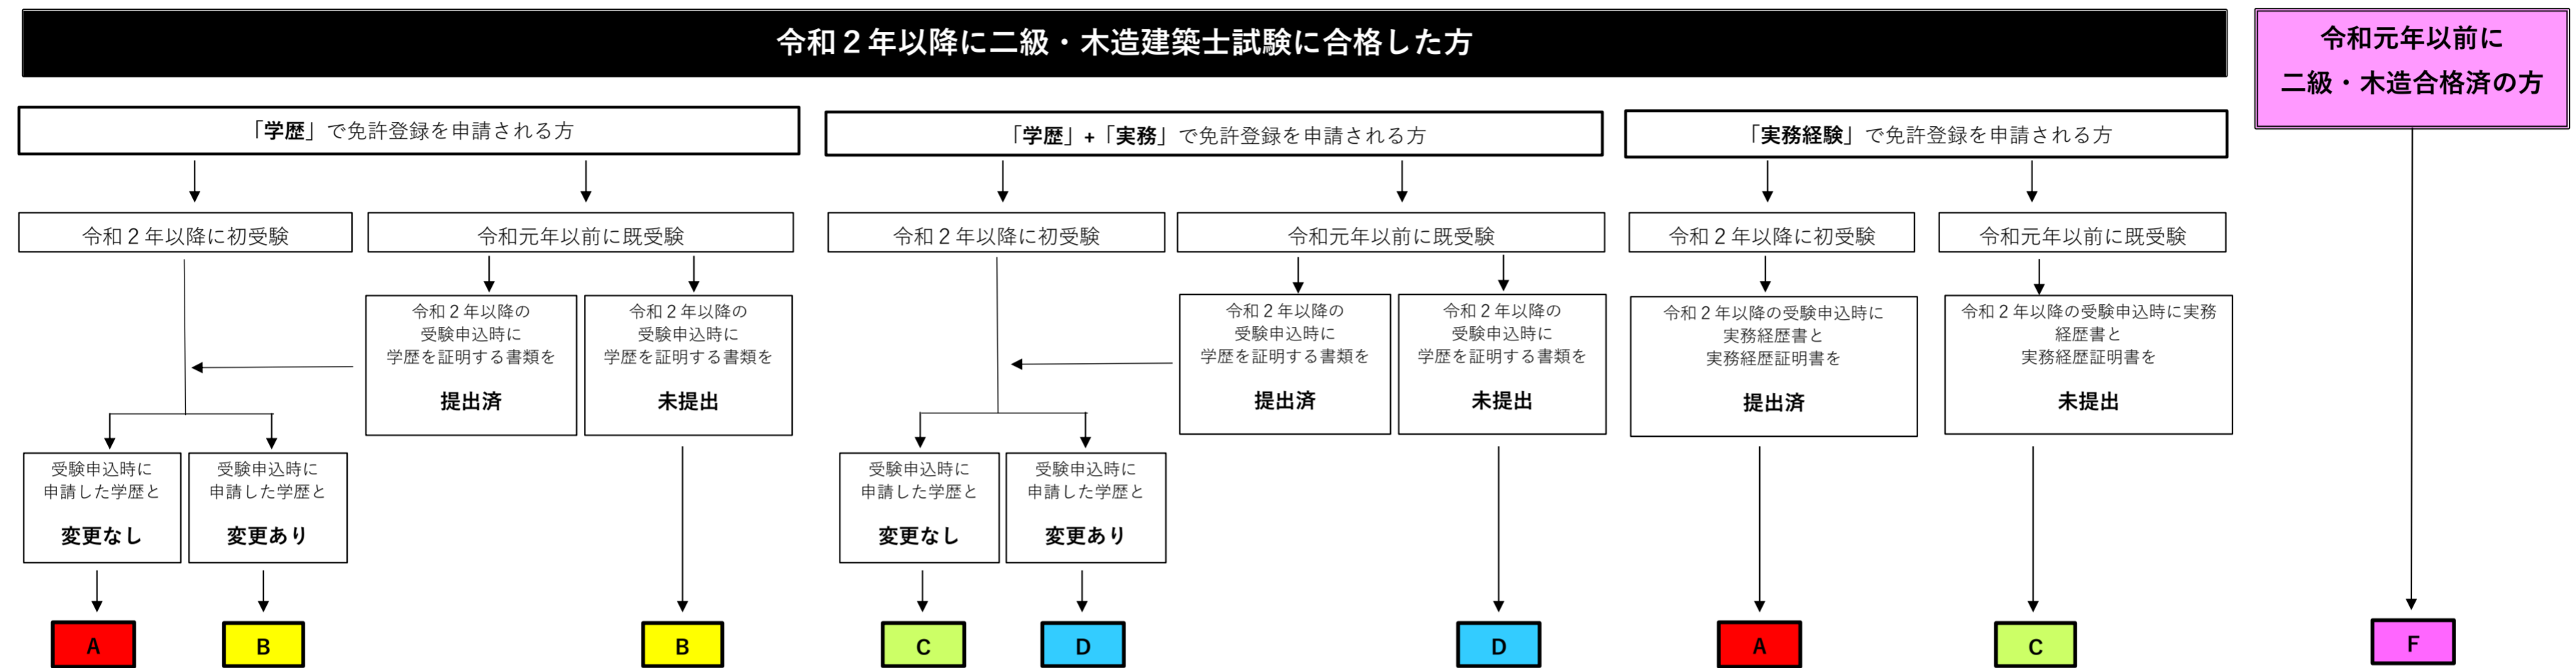 令和２年以降に二級・木造建築士試験に合格した方
令和元年以前に
二級・木造合格済の方
「学歴」で免許登録を申請される方
「学歴」+「実務」で免許登録を申請される方
「実務経験」で免許登録を申請される方
令和２年以降に初受験
令和元年以前に既受験
令和２年以降に初受験
令和元年以前に既受験
令和２年以降に初受験
令和元年以前に既受験
令和２年以降の
受験申込時に
学歴を証明する書類を
提出済
令和２年以降の
受験申込時に
学歴を証明する書類を
未提出
令和２年以降の
受験申込時に
学歴を証明する書類を
提出済
令和２年以降の
受験申込時に
学歴を証明する書類を
未提出
令和２年以降の受験申込時に
実務経歴書と
実務経歴証明書を
提出済
令和２年以降の受験申込時に実務
経歴書と
実務経歴証明書を
未提出
受験申込時に
申請した学歴と
変更なし
受験申込時に
申請した学歴と
変更あり
受験申込時に
申請した学歴と
変更なし
受験申込時に
申請した学歴と
変更あり
A
B
B
C
D
D
A
C
F